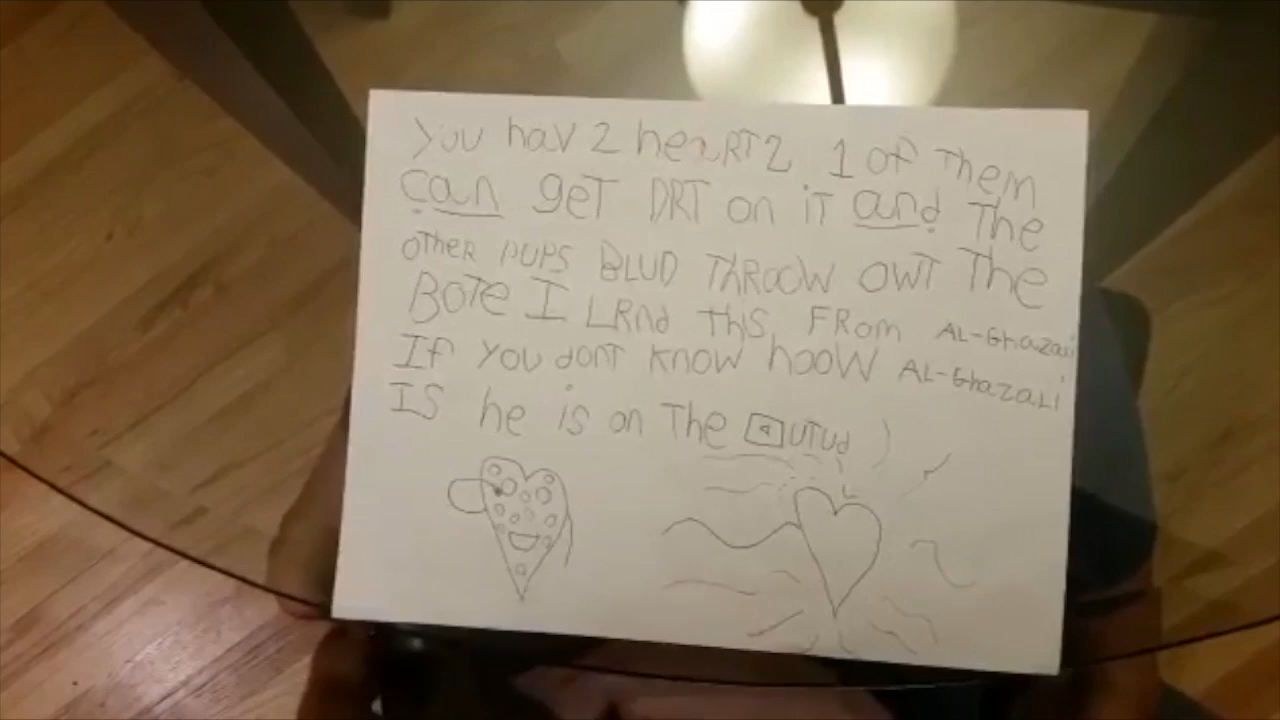 You hav 2 heaRT2 1 of Them
can geT DRT on iT and The
oTher pUPS BLUD THROOW OWT The
BOTe I LRNd ThiS FRom AL-Ghazali
If YOU donT know hooW AL-GhazaLi
IS he is on The UTUd